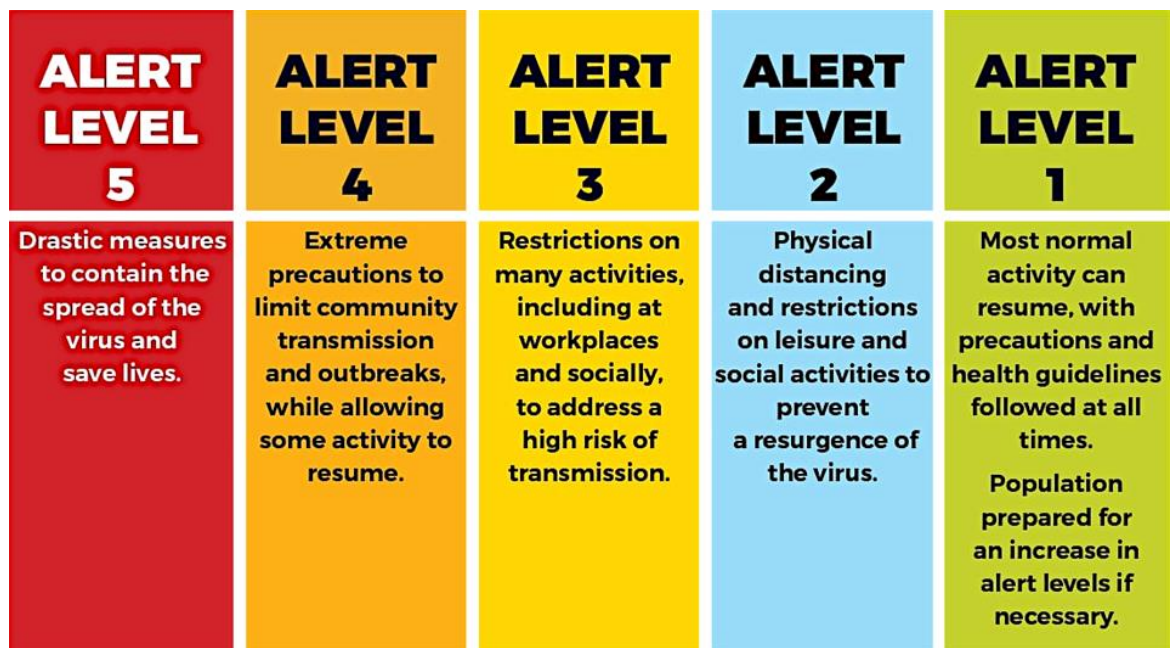 ALERT
LEVEL
5
Drastic measures
to contain the
spread of the
virus and
save lives.
ALERT
LEVEL
4
Extreme
precautions to
limit community
transmission
and outbreaks,
while allowing
some activity to
resume.
ALERT
LEVEL
3
Restrictions on
many activities,
including at
workplaces
and socially,
to address a
high risk of
transmission.
ALERT
LEVEL
2
Physical
distancing
and restrictions
on leisure and
social activities to
prevent
a resurgence of
the virus.
ALERT
LEVEL
1
Most normal
activity can
resume, with
precautions and
health guidelines
followed at all
times.
Population
prepared for
an increase in
alert levels if
necessary.